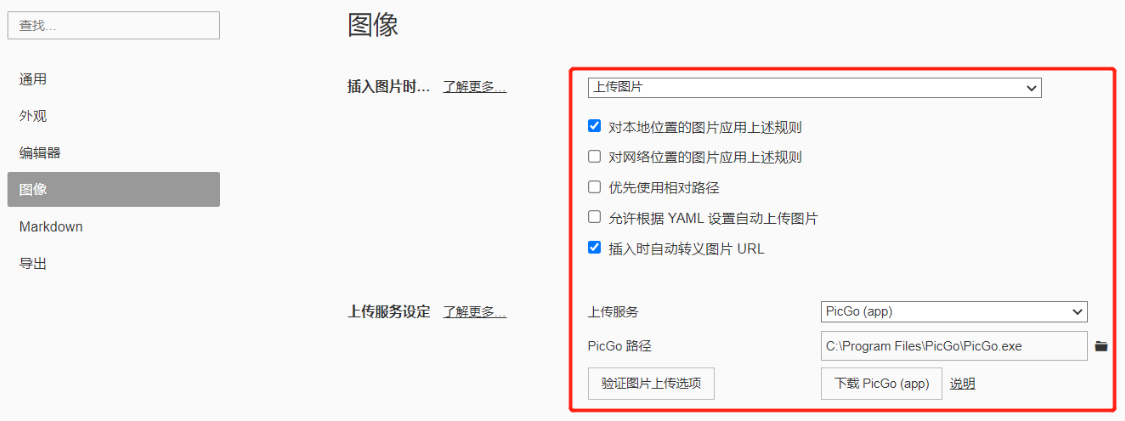 查找...
通用
外观
编辑器
图像
Markdown
导出
图像
插入图片时... 了解更多...
上传图片
对本地位置的图片应用上述规则
对网络位置的图片应用上述规则
优先使用相对路径
允许根据 YAML 设置自动上传图片
插入时自动转义图片 URL
上传服务设定 了解更多...
上传服务 PicGo (app)
PicGo 路径 C:\Program Files\PicGo\PicGo.exe
验证图片上传选项 下载 PicGo (app) 说明